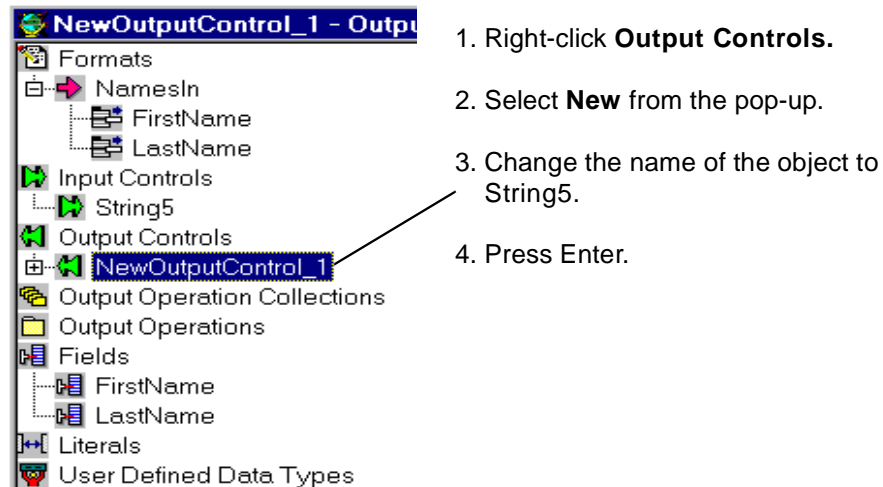 NewOutputControl_1 - Outpu
Formats
NamesIn
FirstName
LastName
Input Controls
String5
Output Controls
NewOutputControl_1
Output Operation Collections
Output Operations
Fields
FirstName
LastName
Literals
User Defined Data Types
1. Right-click Output Controls.
2. Select New from the pop-up.
3. Change the name of the object to
String5.
4. Press Enter.